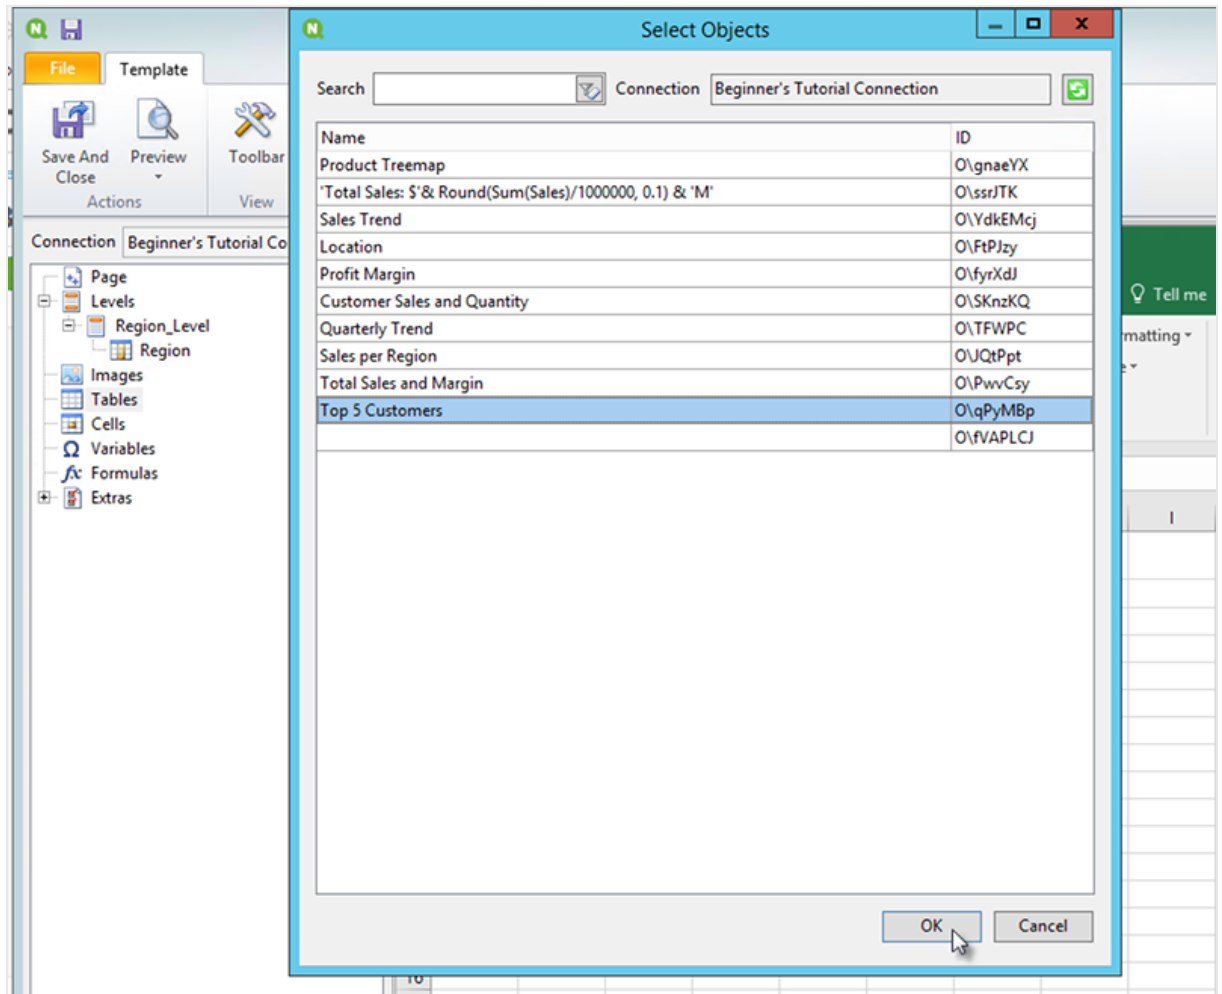 Select Objects
File
Template
Save And Close
Preview
Toolbar
Actions
View
Connection Beginner's Tutorial Co
Page
Levels
Region_Level
Region
Images
Tables
Cells
Variables
fx Formulas
Extras
Search
Connection Beginner's Tutorial Connection
Name ID
Product Treemap O\gnaeYX
'Total Sales: $'& Round(Sum(Sales)/1000000, 0.1) & 'M' O\ssrJTK
Sales Trend O\YdkEMcj
Location O\FtPJzy
Profit Margin O\fyrXdJ
Customer Sales and Quantity O\SKnzKQ
Quarterly Trend O\TFWPC
Sales per Region O\JQtPpt
Total Sales and Margin O\PwvCsy
Top 5 Customers O\qPyMBp
O\fVAPLCJ
OK
Cancel
Tell me
rmatting
I